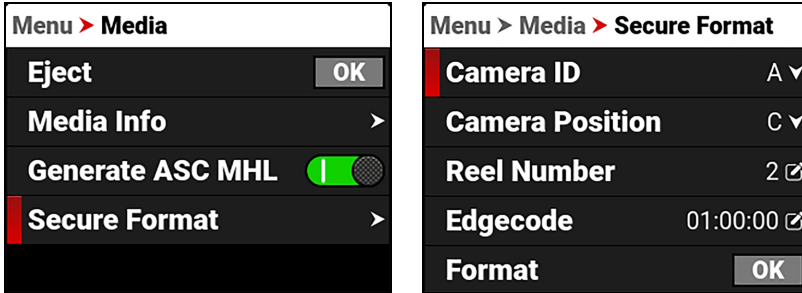 Menu > Media
Eject OK
Media Info >
Generate ASC MHL
Secure Format >
Menu > Media > Secure Format
Camera ID A
Camera Position C
Reel Number 2
Edgecode 01:00:00
Format OK